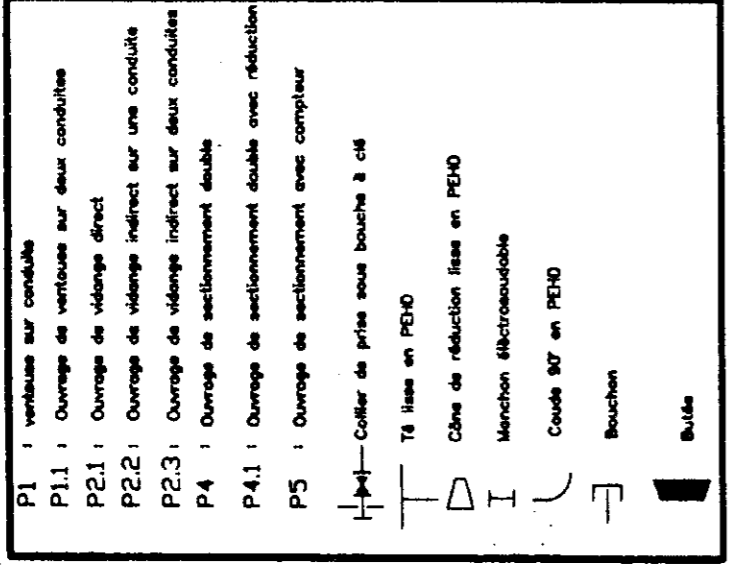 P1 : ventouse sur conduite
P1.1 : Ouvrage de ventouse sur deux conduites
P2.1 : Ouvrage de vidange direct
P2.2 : Ouvrage de vidange indirect sur une conduite
P2.3 : Ouvrage de vidange indirect sur deux conduites
P4 : Ouvrage de sectionnement double
P4.1 : Ouvrage de sectionnement double avec réduction
P5 : Ouvrage de sectionnement avec compteur
Collier de prise sous bouche à clé
Té lisse en PEHD
Cône de réduction lisse en PEHD
Manchon éléctrosoudable
Coude 90° en PEHD
Bouchon
Butée